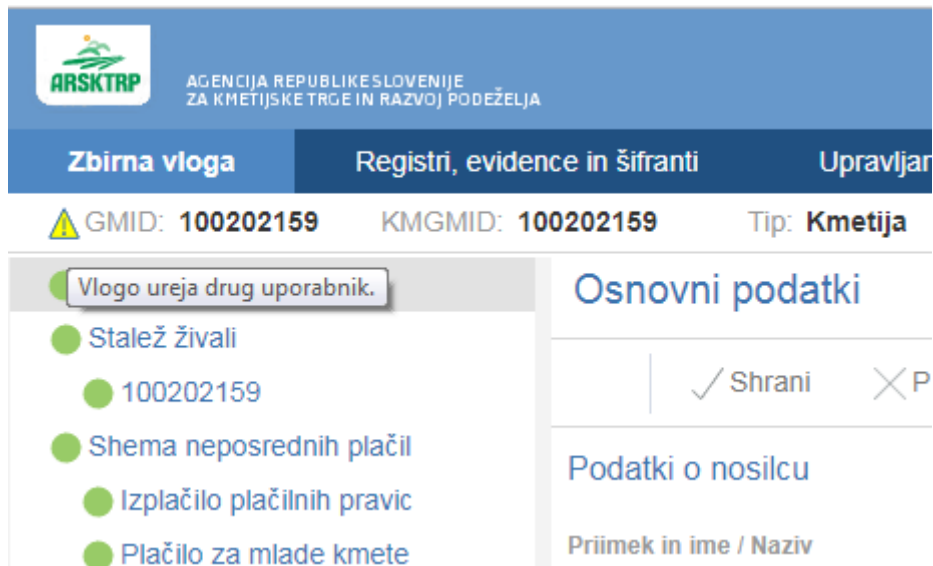 ARSKTRP
AGENCIJA REPUBLIKE SLOVENIJE
ZA KMETIJSKE TRGE IN RAZVOJ PODEŽELJA
Zbirna vloga Registri, evidence in šifranti Upravljan
GMID: 100202159 KMGMID: 100202159 Tip: Kmetija
Vlogo ureja drug uporabnik.
Stalež živali
100202159
Shema neposrednih plačil
Izplačilo plačilnih pravic
Plačilo za mlade kmete
Osnovni podatki
Shrani P
Podatki o nosilcu
Priimek in ime / Naziv